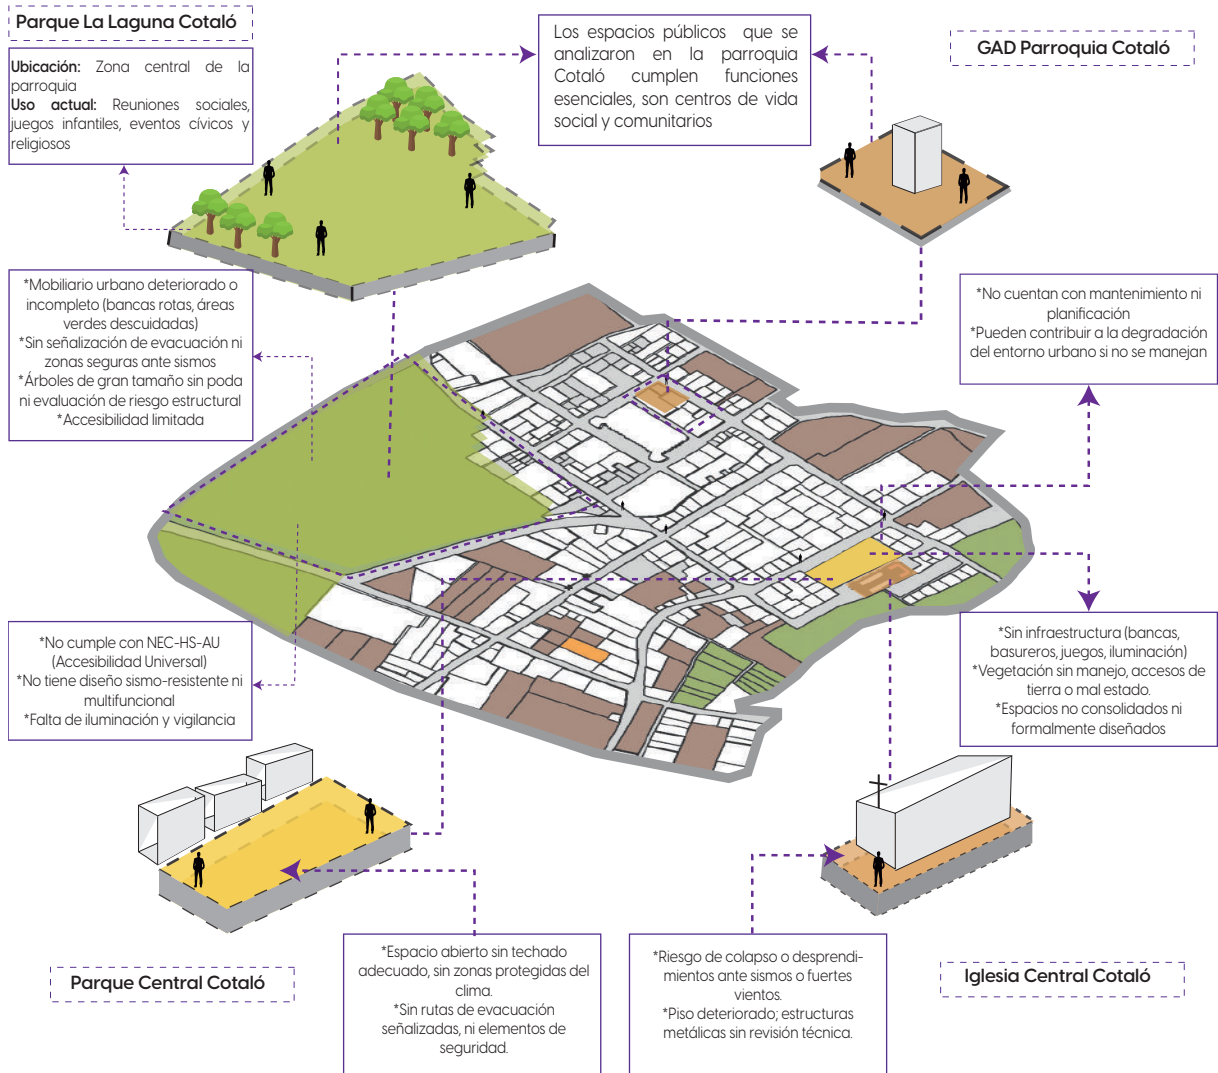 Parque La Laguna Cotaló
Ubicación: Zona central de la
parroquia
Uso actual: Reuniones sociales,
juegos infantiles, eventos cívicos y
religiosos
Los espacios públicos que se
analizaron en la parroquia
Cotaló cumplen funciones
esenciales, son centros de vida
social y comunitarios
GAD Parroquia Cotaló
*Mobiliario urbano deteriorado o
incompleto (bancas rotas, áreas
verdes descuidadas)
*Sin señalización de evacuación ni
zonas seguras ante sismos
*Árboles de gran tamaño sin poda
ni evaluación de riesgo estructural
*Accesibilidad limitada
*No cuentan con mantenimiento ni
planificación
*Pueden contribuir a la degradación
del entorno urbano si no se manejan
*No cumple con NEC-HS-AU
(Accesibilidad Universal)
*No tiene diseño sismo-resistente ni
multifuncional
*Falta de iluminación y vigilancia
*Sin infraestructura (bancas,
basureros, juegos, iluminación)
*Vegetación sin manejo, accesos de
tierra o mal estado.
*Espacios no consolidados ni
formalmente diseñados
Parque Central Cotaló
*Espacio abierto sin techado
adecuado, sin zonas protegidas del
clima.
*Sin rutas de evacuación
señalizadas, ni elementos de
seguridad.
*Riesgo de colapso o desprendi-
mientos ante sismos o fuertes
vientos.
*Piso deteriorado; estructuras
metálicas sin revisión técnica.
Iglesia Central Cotaló